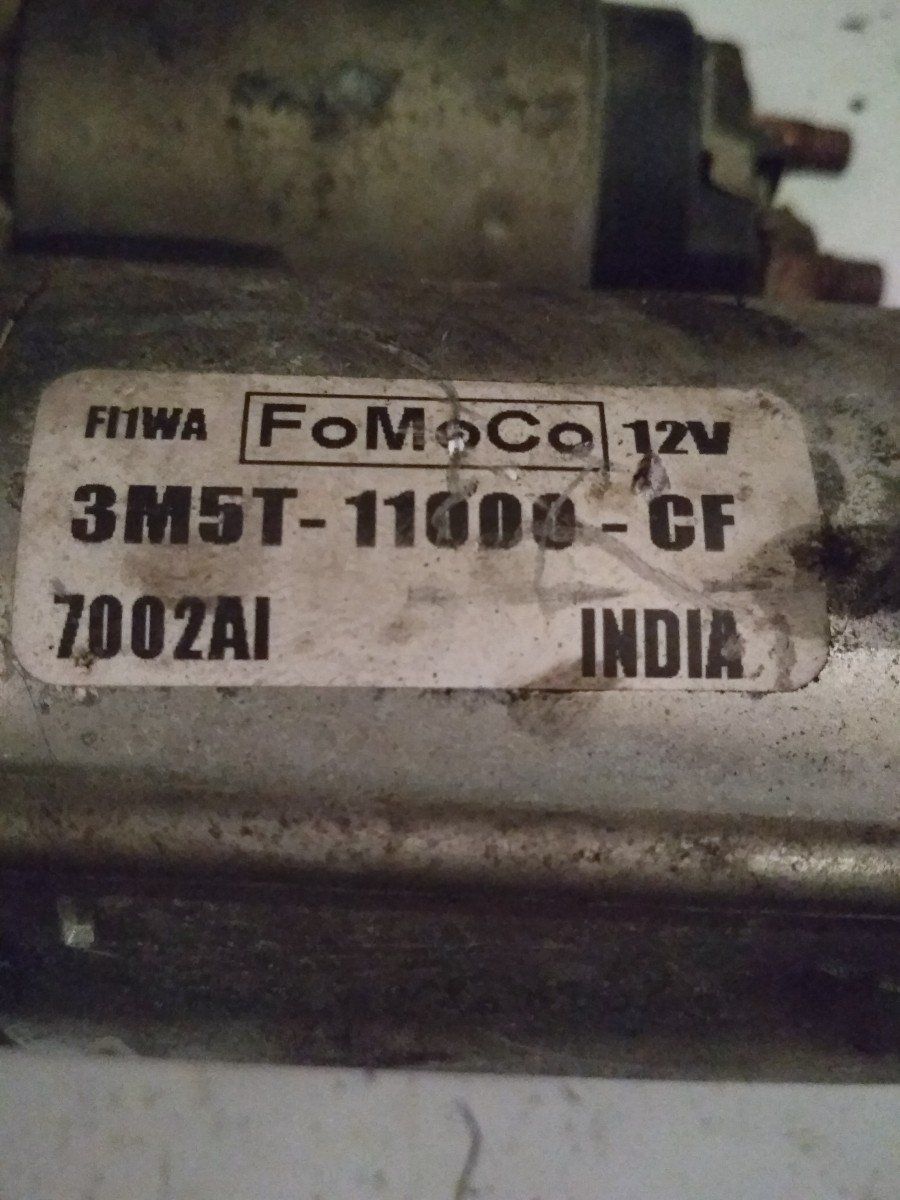 FI1WA FoMoCo 12V
3M5T-11000-CF
7002AI INDIA